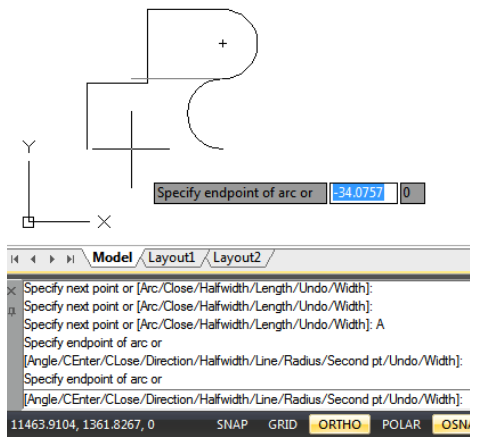 Y
Specify endpoint of arc or -34.0757 0
X
Model Layout1 Layout2
Specify next point or [Arc/Close/Halfwidth/Length/Undo/Width]:
Specify next point or [Arc/Close/Halfwidth/Length/Undo/Width]:
Specify next point or [Arc/Close/Halfwidth/Length/Undo/Width]: A
Specify endpoint of arc or
[Angle/CEnter/CLose/Direction/Halfwidth/Line/Radius/Second pt/Undo/Width]:
Specify endpoint of arc or
[Angle/CEnter/CLose/Direction/Halfwidth/Line/Radius/Second pt/Undo/Width]:
11463.9104, 1361.8267, 0 SNAP GRID ORTHO POLAR OSNA